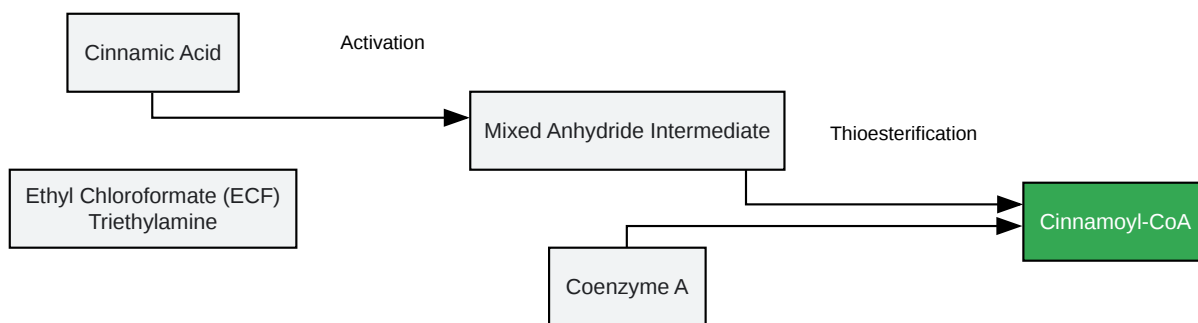 Cinnamic Acid
Activation
Mixed Anhydride Intermediate
Thioesterification
Ethyl Chloroformate (ECF)
Triethylamine
Cinnamoyl-CoA
Coenzyme A